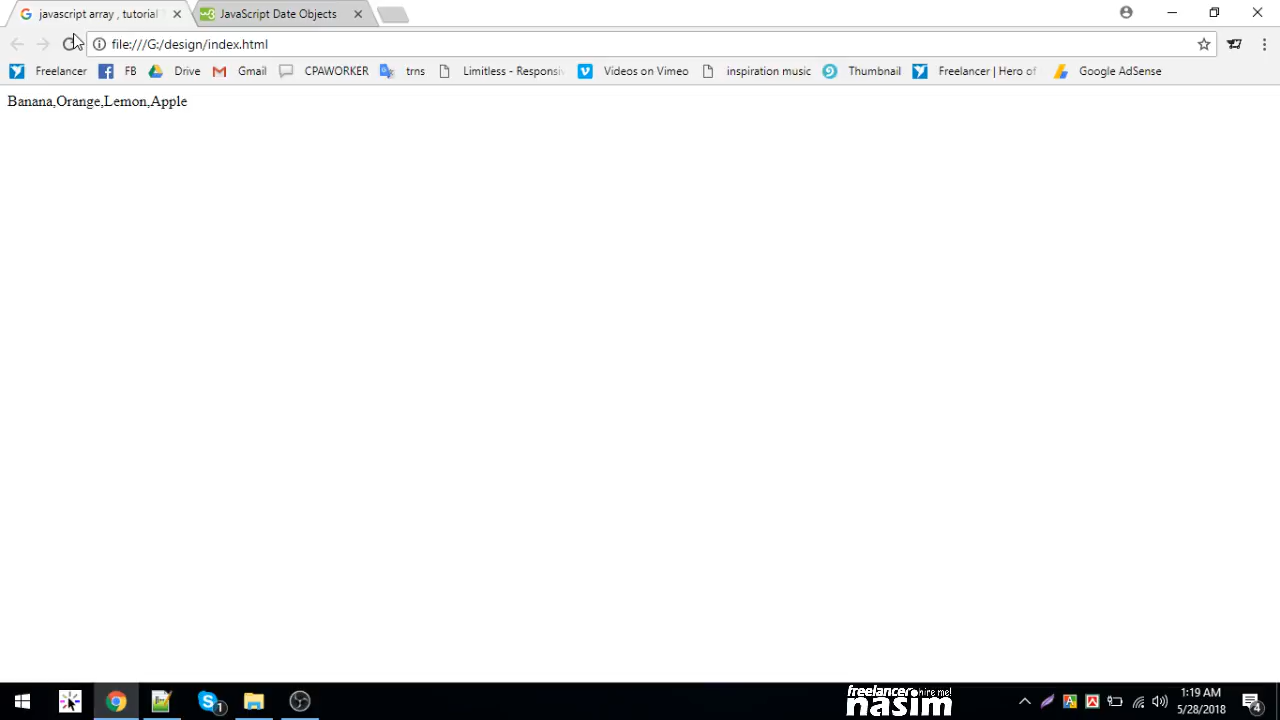 javascript array , tutorial
JavaScript Date Objects
file:///G:/design/index.html
Freelancer FB Drive Gmail CPAWORKER trns Limitless - Responsiv Videos on Vimeo inspiration music Thumbnail Freelancer | Hero of Google AdSense
Banana,Orange,Lemon,Apple
freelancer hire me!
nasim
1:19 AM
5/28/2018
1
4